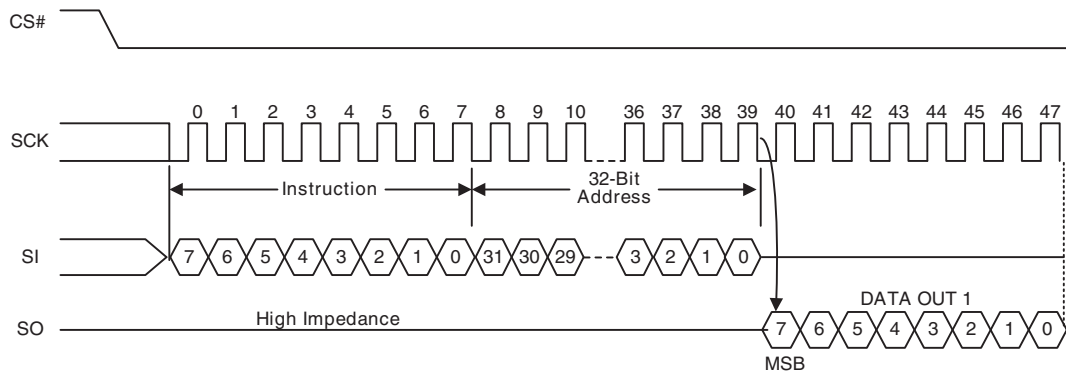 CS#
0 1 2 3 4 5 6 7 8 9 10 36 37 38 39 40 41 42 43 44 45 46 47
SCK
Instruction
32-Bit
Address
SI
7 6 5 4 3 2 1 0 31 30 29 3 2 1 0
DATA OUT 1
SO
High Impedance
7 6 5 4 3 2 1 0
MSB